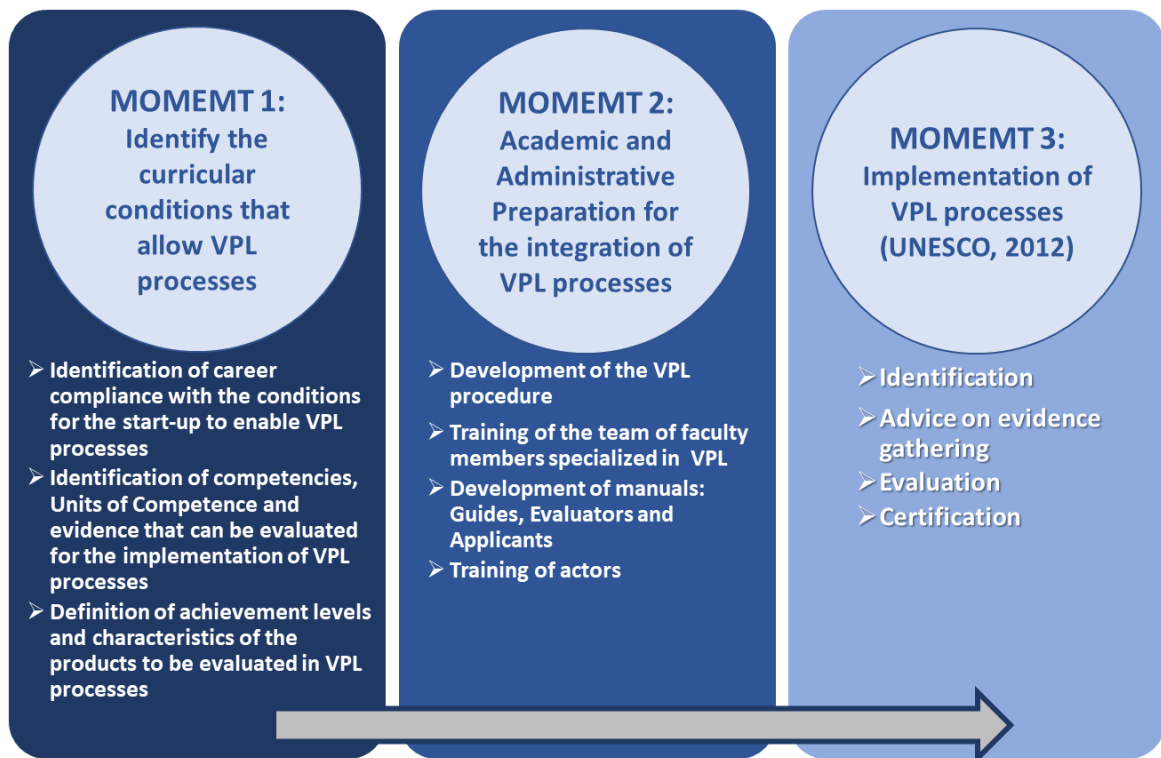 MOMEMT 1:
Identify the
curricular
conditions that
allow VPL
processes
➢ Identification of career
compliance with the conditions
for the start-up to enable VPL
processes
➢ Identification of competencies,
Units of Competence and
evidence that can be evaluated
for the implementation of VPL
processes
➢ Definition of achievement levels
and characteristics of the
products to be evaluated in VPL
processes
MOMEMT 2:
Academic and
Administrative
Preparation for
the integration of
VPL processes
➢ Development of the VPL
procedure
➢ Training of the team of faculty
members specialized in VPL
➢ Development of manuals:
Guides, Evaluators and
Applicants
➢ Training of actors
MOMEMT 3:
Implementation of
VPL processes
(UNESCO, 2012)
➢ Identification
➢ Advice on evidence
gathering
➢ Evaluation
➢ Certification